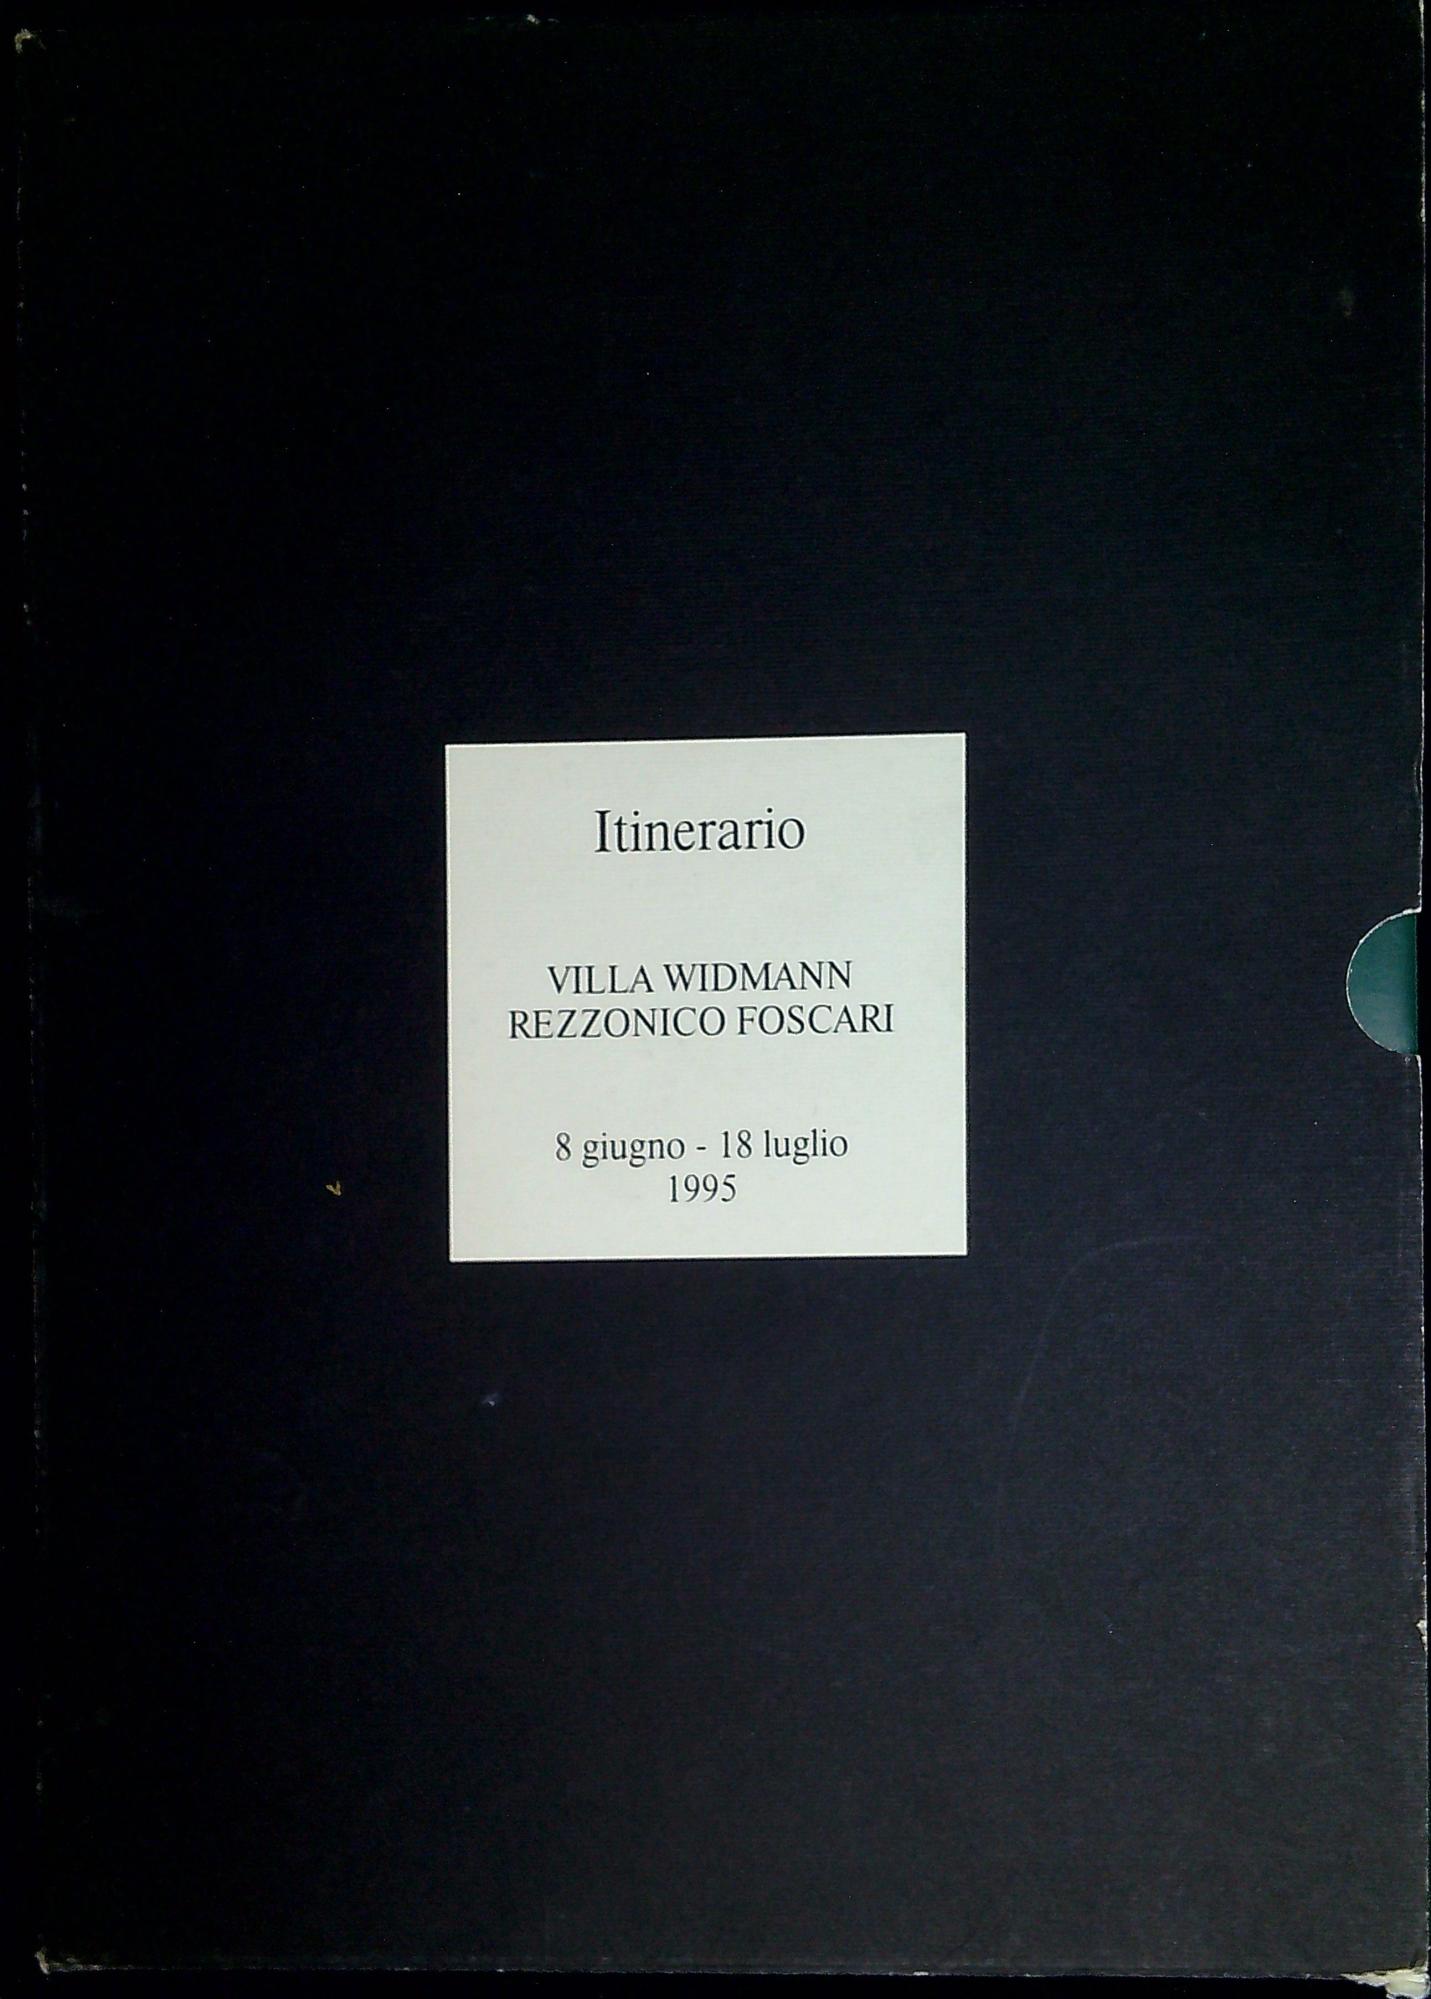 Itinerario
VILLA WIDMANN
REZZONICO FOSCARI
8 giugno - 18 luglio
1995